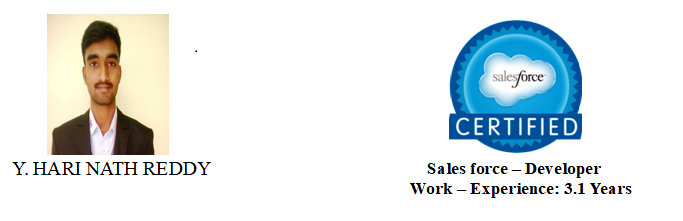 salesforce
CERTIFIED
Y. HARI NATH REDDY
Sales force – Developer
Work – Experience: 3.1 Years